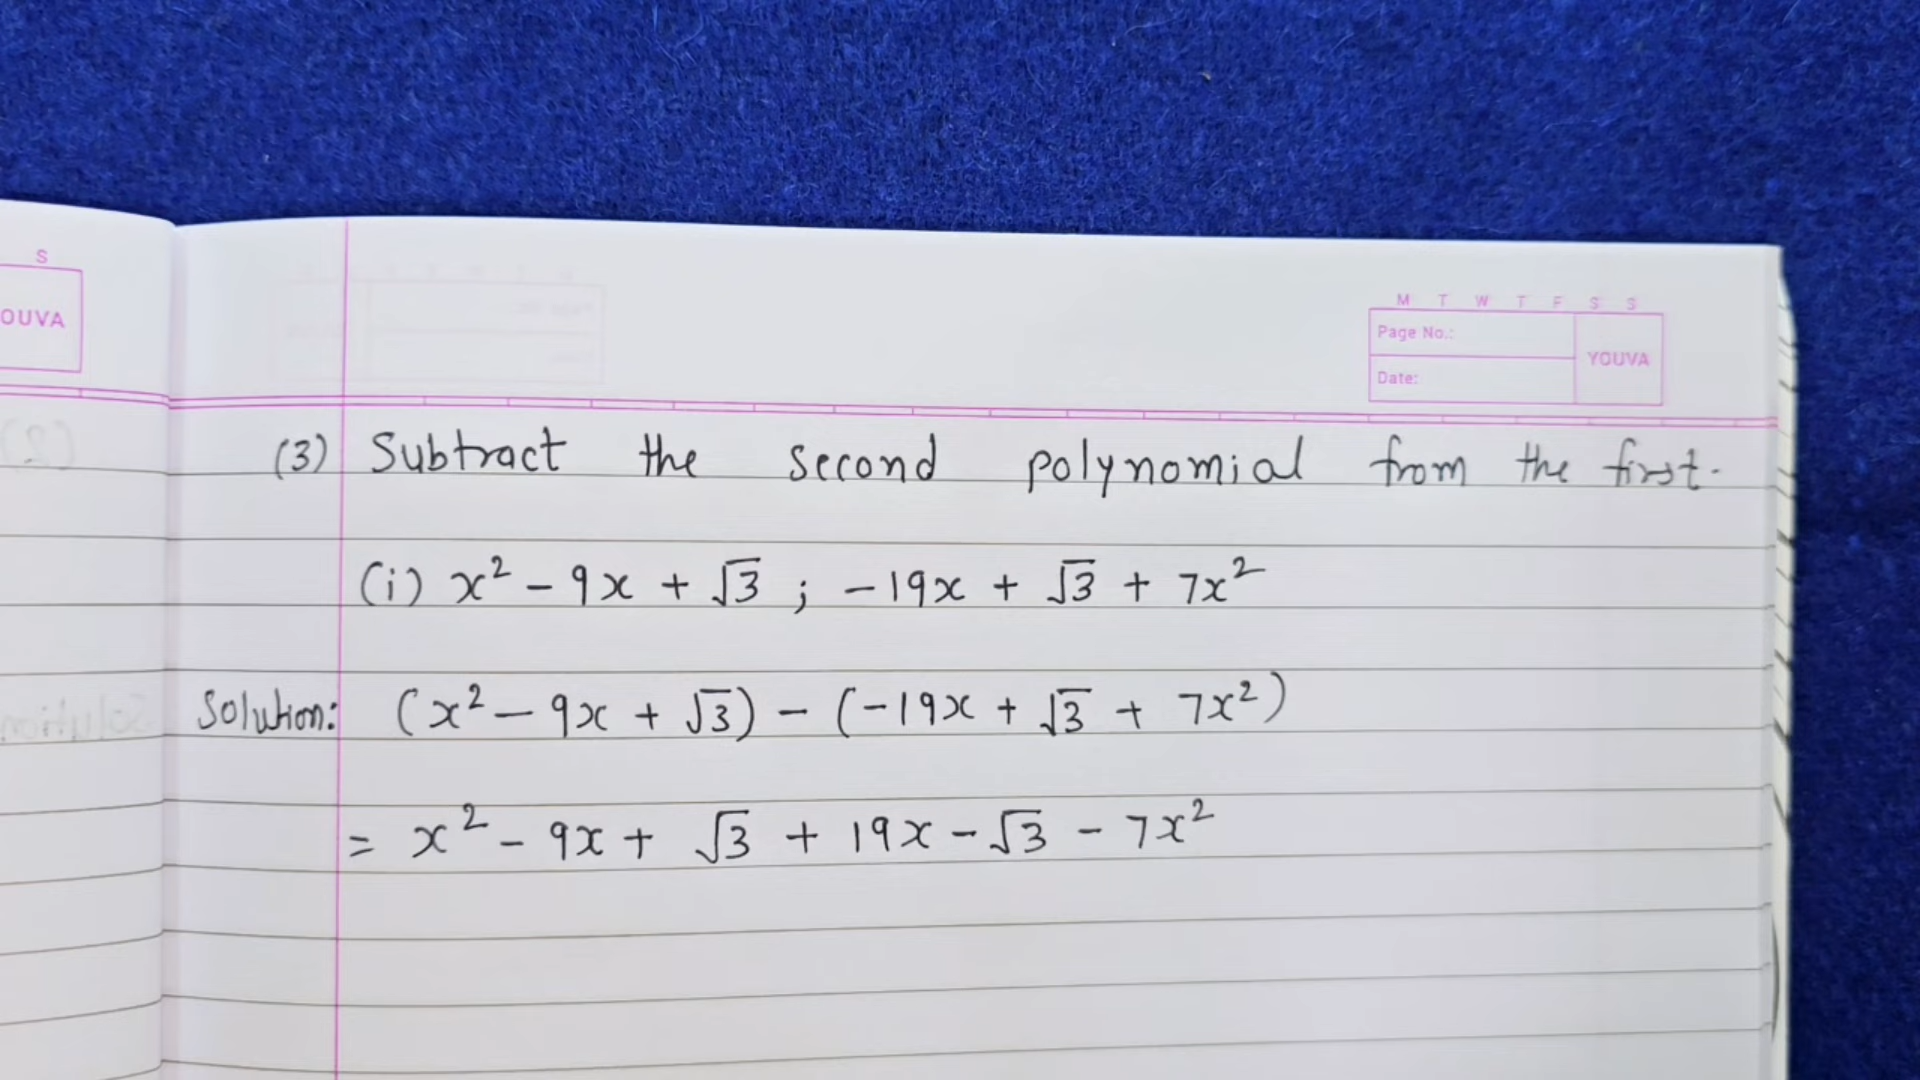 S
OUVA
M T W T F S S
Page No.:
YOUVA
Date:
(3) Subtract the second polynomial from the first.
(i) x² - 9x + √3 ; -19x + √3 + 7x²
Solution: (x² - 9x + √3) - (-19x + √3 + 7x²)
= x² - 9x + √3 + 19x - √3 - 7x²